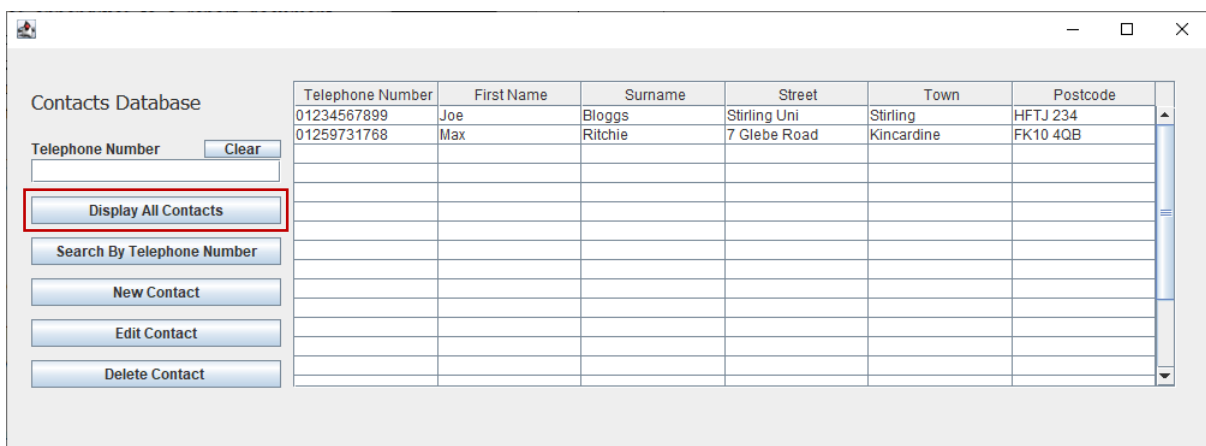 Contacts Database
Telephone Number Clear
Display All Contacts
Search By Telephone Number
New Contact
Edit Contact
Delete Contact
Telephone Number First Name Surname Street Town Postcode
01234567899 Joe Bloggs Stirling Uni Stirling HFTJ 234
01259731768 Max Ritchie 7 Glebe Road Kincardine FK10 4QB